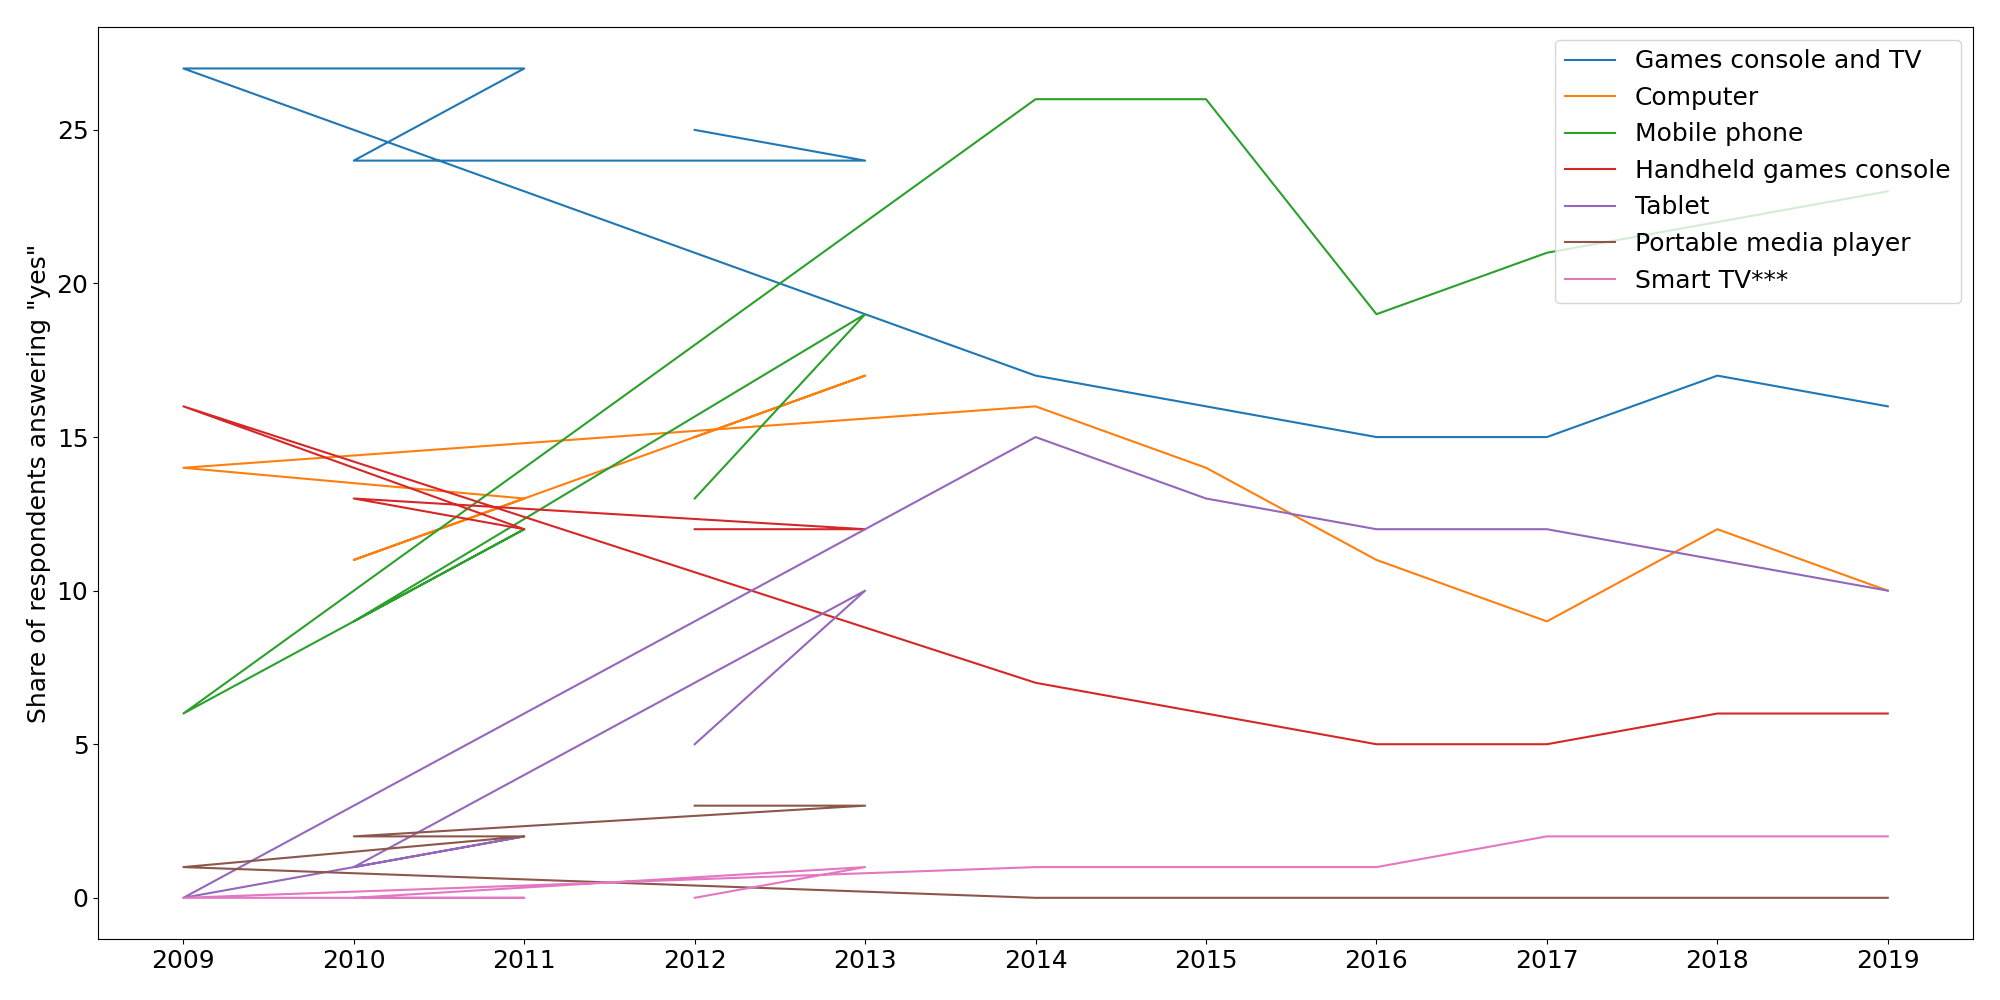 Games console and TV
Computer
Mobile phone
Handheld games console
Tablet
Portable media player
Smart TV***
Share of respondents answering "yes"
25
20
15
10
5
0
2009 2010 2011 2012 2013 2014 2015 2016 2017 2018 2019